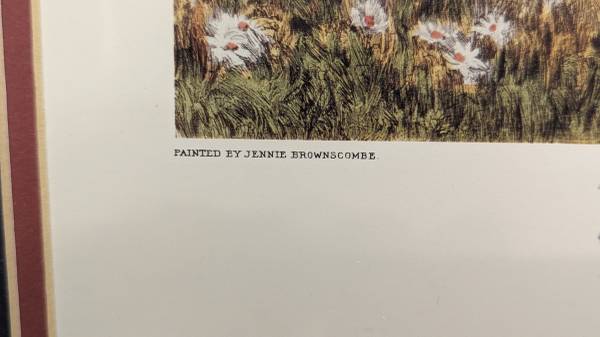 PAINTED BY JENNIE BROWNSCOMBE.